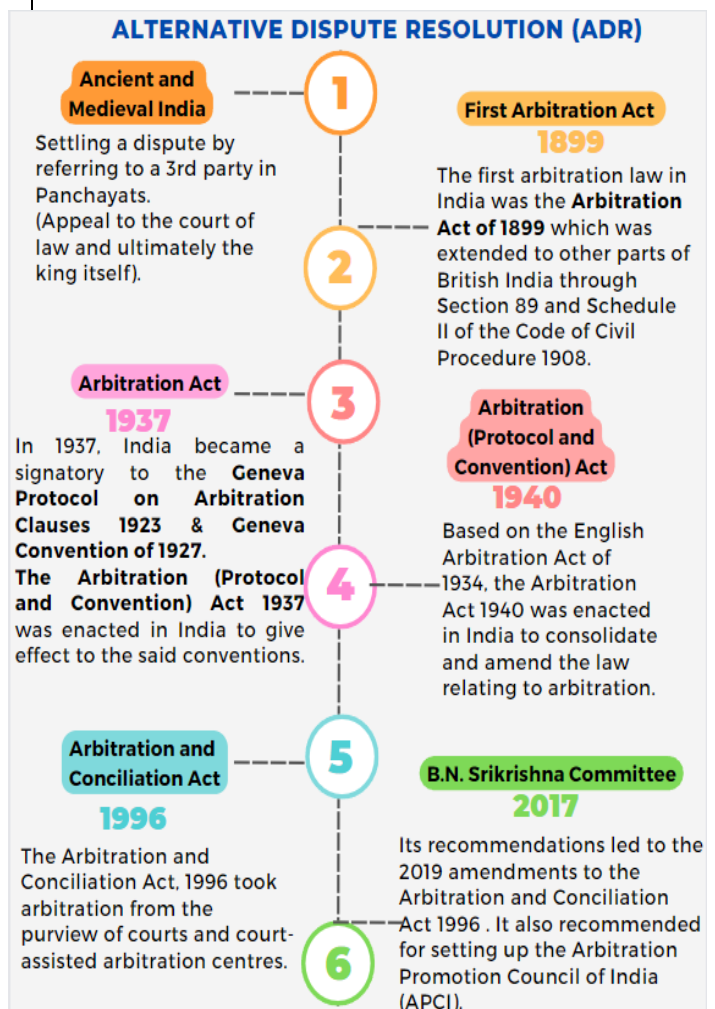 ALTERNATIVE DISPUTE RESOLUTION (ADR)
1
Ancient and
Medieval India
Settling a dispute by
referring to a 3rd party in
Panchayats.
(Appeal to the court of
law and ultimately the
king itself).
2
First Arbitration Act
1899
The first arbitration law in
India was the Arbitration
Act of 1899 which was
extended to other parts of
British India through
Section 89 and Schedule
II of the Code of Civil
Procedure 1908.
3
Arbitration Act
1937
In 1937, India became a
signatory to the Geneva
Protocol on Arbitration
Clauses 1923 & Geneva
Convention of 1927.
The Arbitration (Protocol
and Convention) Act 1937
was enacted in India to give
effect to the said conventions.
4
Arbitration
(Protocol and
Convention) Act
1940
Based on the English
Arbitration Act of
1934, the Arbitration
Act 1940 was enacted
in India to consolidate
and amend the law
relating to arbitration.
5
Arbitration and
Conciliation Act
1996
The Arbitration and
Conciliation Act, 1996 took
arbitration from the
purview of courts and court-
assisted arbitration centres.
6
B.N. Srikrishna Committee
2017
Its recommendations led to the
2019 amendments to the
Arbitration and Conciliation
Act 1996 . It also recommended
for setting up the Arbitration
Promotion Council of India
(APCI).